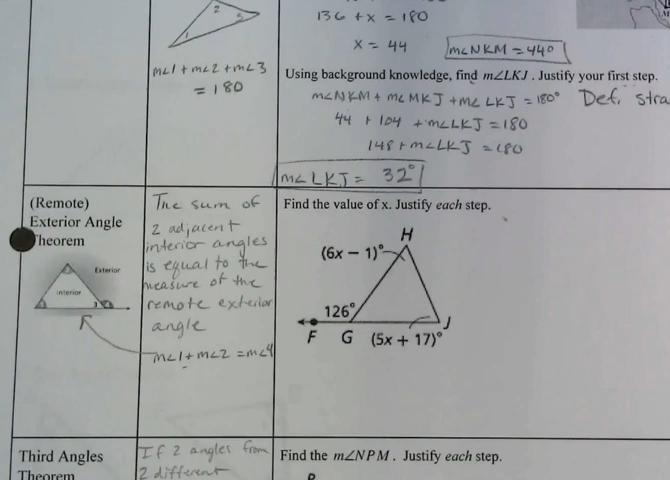 2
3
1
m∠1 + m∠2 + m∠3
= 180
136 + x = 180
x = 44
m∠NKM = 44°
Using background knowledge, find m∠LKJ. Justify your first step.
m∠NKM + m∠MKJ + m∠LKJ = 180° Def. stra
44 + 104 + m∠LKJ = 180
148 + m∠LKJ = 180
m∠LKJ = 32°
(Remote)
Exterior Angle
Theorem
Exterior
Interior
3
The sum of
2 adjacent
interior angles
is equal to the
measure of the
remote exterior
angle
m∠1 + m∠2 = m∠4
Find the value of x. Justify each step.
H
(6x − 1)°
126°
F G (5x + 17)° J
Third Angles
Theorem
If 2 angles from
2 different
Find the m∠NPM. Justify each step.